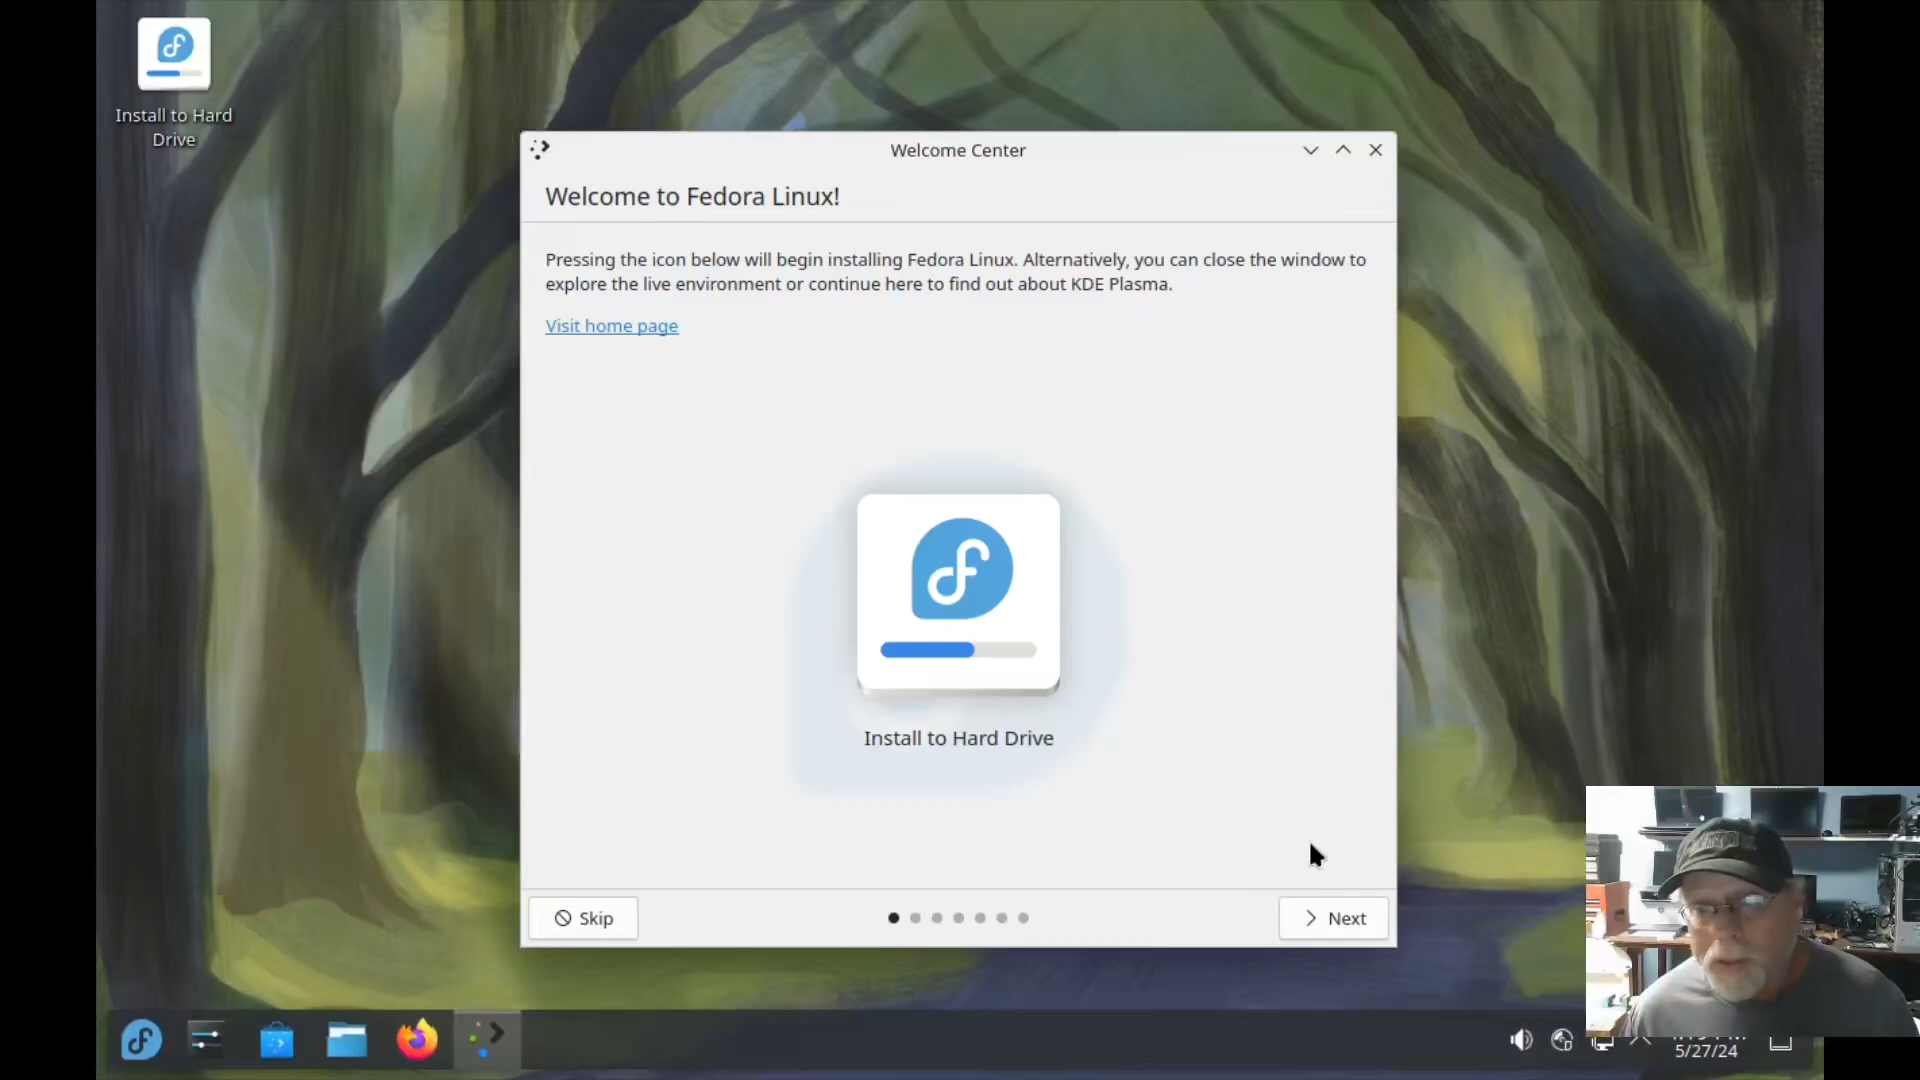 Install to Hard
Drive
Welcome Center
Welcome to Fedora Linux!
Pressing the icon below will begin installing Fedora Linux. Alternatively, you can close the window to
explore the live environment or continue here to find out about KDE Plasma.
Visit home page
Install to Hard Drive
Skip
Next
5/27/24